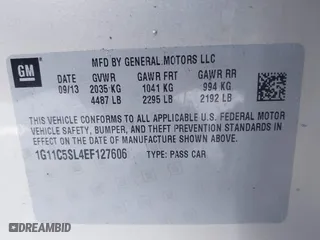 GM
MFD BY GENERAL MOTORS LLC
DATE GVWR GAWR FRT GAWR RR
09/13 2035 KG 1041 KG 994 KG
4487 LB 2295 LB 2192 LB
THIS VEHICLE CONFORMS TO ALL APPLICABLE U.S. FEDERAL MOTOR
VEHICLE SAFETY, BUMPER, AND THEFT PREVENTION STANDARDS
IN EFFECT ON THE DATE OF MANUFACTURE SHOWN ABOVE.
1G11C5SL4EF127606 TYPE: PASS CAR
DEALERSHIP